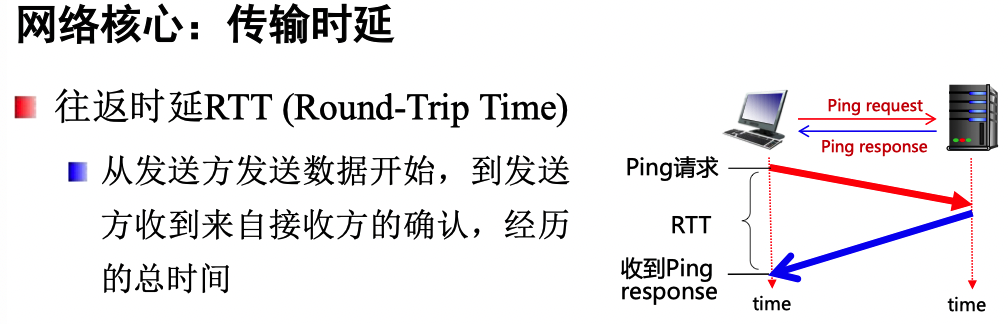 网络核心：传输时延
往返时延RTT (Round-Trip Time)
从发送方发送数据开始，到发送
方收到来自接收方的确认，经历
的总时间
Ping request
Ping response
Ping请求
RTT
收到Ping
response
time
time